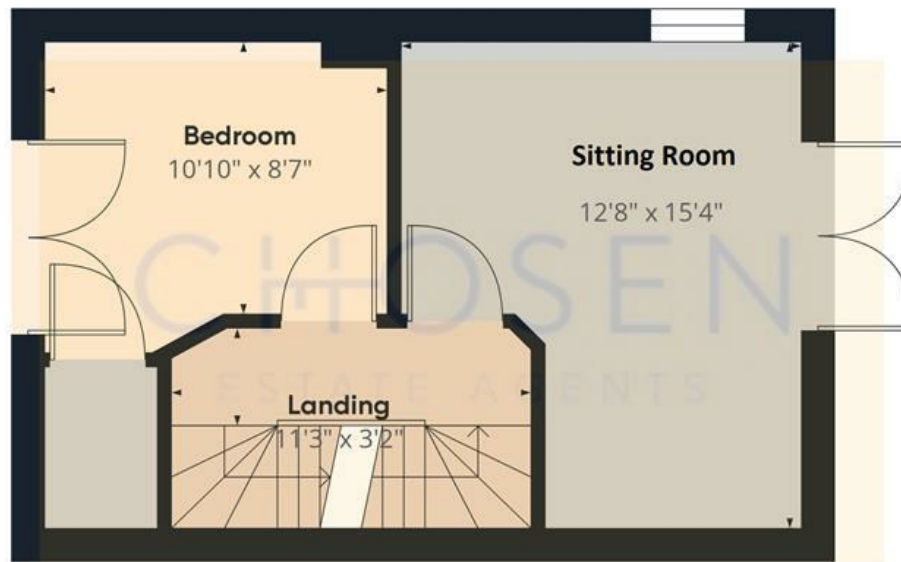 Bedroom
10'10" x 8'7"
Sitting Room
12'8" x 15'4"
CHOSEN
ESTATE AGENTS
Landing
11'3" x 3'2"